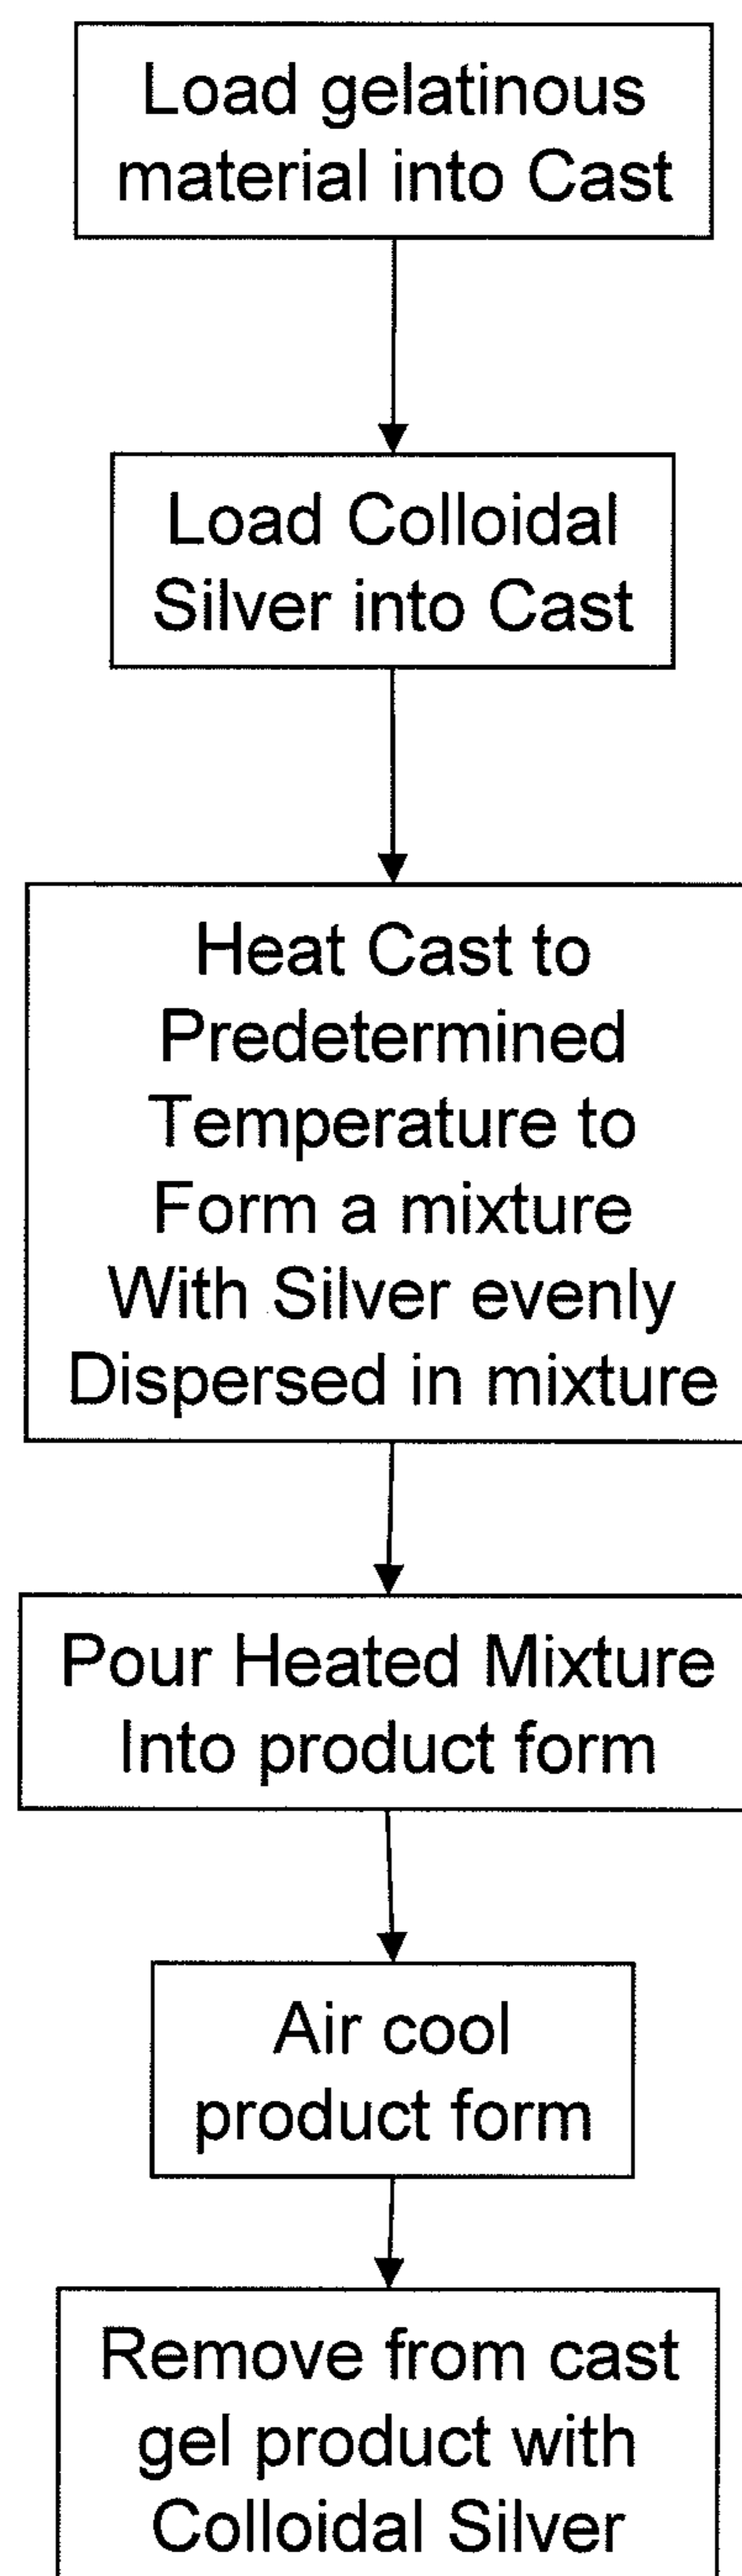 Load gelatinous
material into Cast
Load Colloidal
Silver into Cast
Heat Cast to
Predetermined
Temperature to
Form a mixture
With Silver evenly
Dispersed in mixture
Pour Heated Mixture
Into product form
Air cool
product form
Remove from cast
gel product with
Colloidal Silver